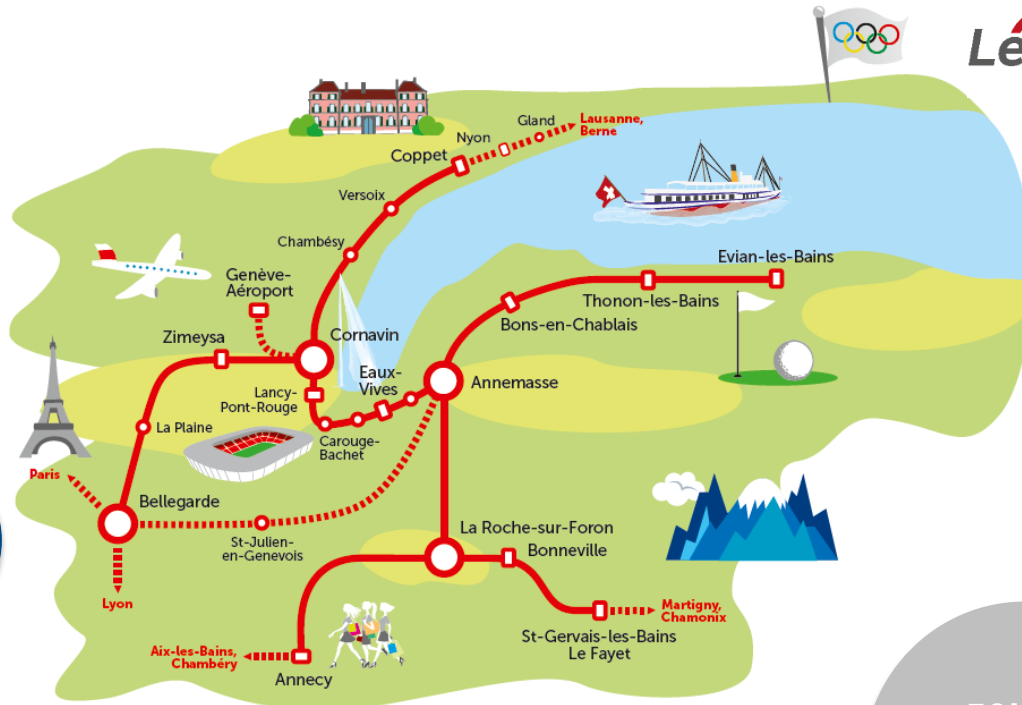 Lé
Gland
Lausanne,
Berne
Nyon
Coppet
Versoix
Chambésy
Genève-
Aéroport
Evian-les-Bains
Thonon-les-Bains
Bons-en-Chablais
Zimeysa
Cornavin
Eaux-
Vives
Annemasse
Lancy-
Pont-Rouge
La Plaine
Carouge-
Bachet
Paris
Bellegarde
St-Julien-
en-Genevois
La Roche-sur-Foron
Bonneville
Lyon
Martigny,
Chamonix
St-Gervais-les-Bains
Le Fayet
Aix-les-Bains,
Chambéry
Annecy